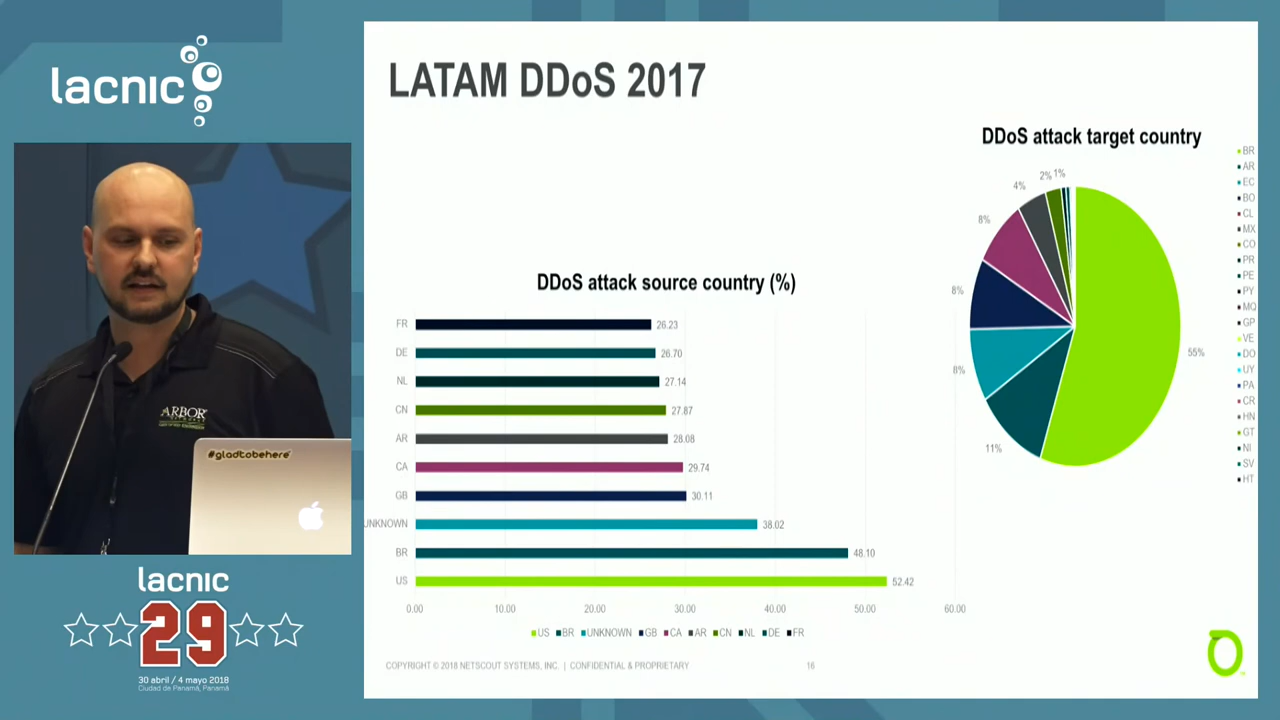 lacnic
LATAM DDoS 2017
DDoS attack target country
BR
AR
EC
BO
CL
MX
CO
PR
PE
PY
MQ
GP
VE
DO
UY
PA
CR
HN
GT
NI
SV
HT
1%
2%
4%
8%
8%
8%
11%
55%
DDoS attack source country (%)
FR 26.23
DE 26.70
NL 27.14
CN 27.87
AR 28.08
CA 29.74
GB 30.11
UNKNOWN 38.02
BR 48.10
US 52.42
0.00 10.00 20.00 30.00 40.00 50.00 60.00
US BR UNKNOWN GB CA AR CN NL DE FR
COPYRIGHT © 2018 NETSCOUT SYSTEMS, INC. | CONFIDENTIAL & PROPRIETARY 16
ARBOR
#gladtobehere
lacnic
29
30 abril / 4 mayo 2018
Ciudad de Panamá, Panamá